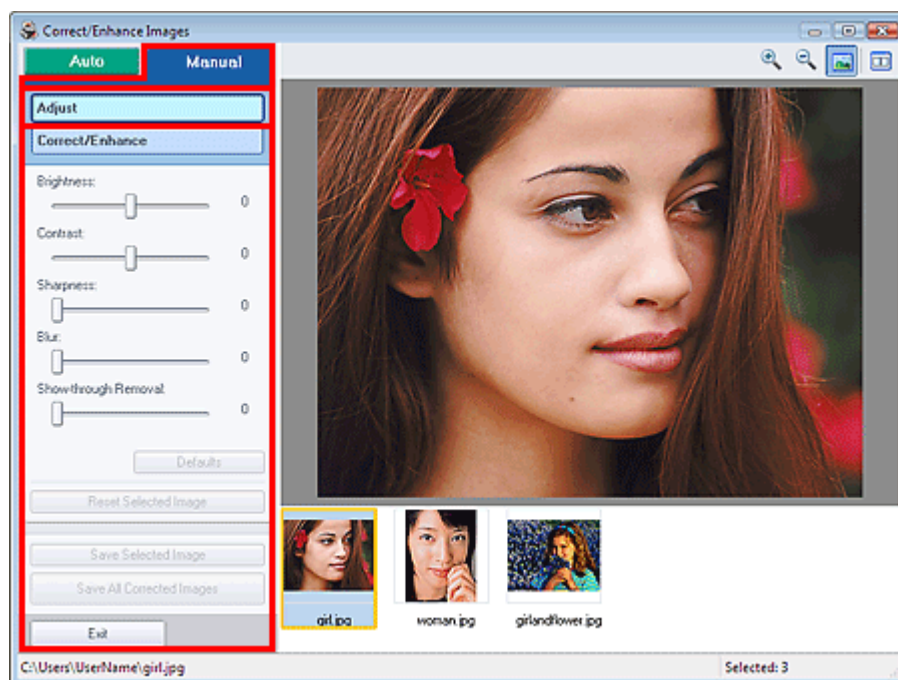 Correct/Enhance Images
Auto
Manual
Adjust
Correct/Enhance
Brightness:
0
Contrast:
0
Sharpness:
0
Blur:
0
Show-through Removal:
0
Defaults
Reset Selected Image
Save Selected Image
Save All Corrected Images
Exit
girl.jpg
woman.jpg
girlandflower.jpg
C:\Users\UserName\girl.jpg
Selected: 3